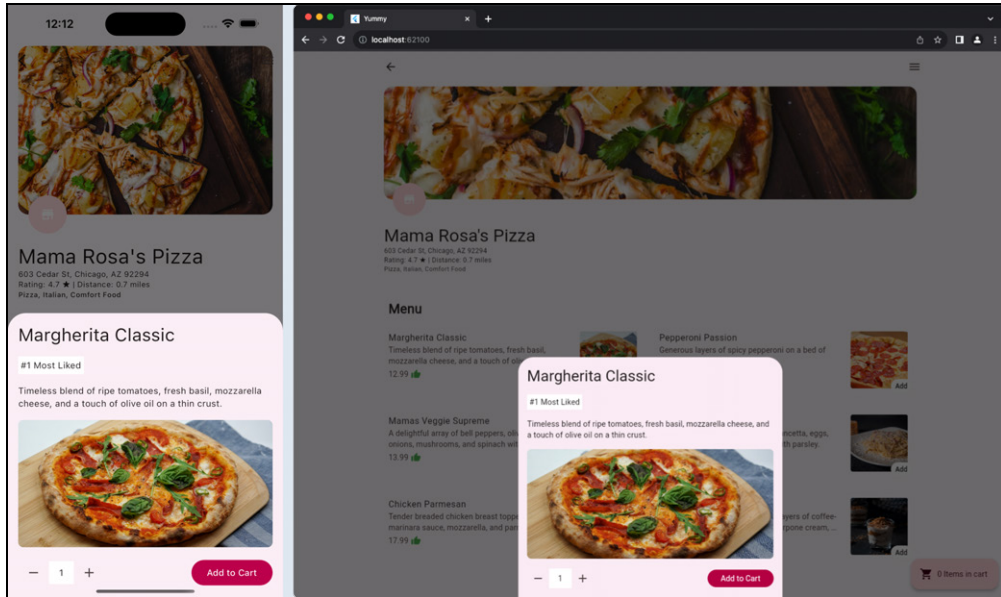 12:12
Mama Rosa's Pizza
603 Cedar St, Chicago, AZ 92294
Rating: 4.7 ★ | Distance: 0.7 miles
Pizza, Italian, Comfort Food
Margherita Classic
#1 Most Liked
Timeless blend of ripe tomatoes, fresh basil, mozzarella
cheese, and a touch of olive oil on a thin crust.
1
Add to Cart
Yummy
localhost:62100
Mama Rosa's Pizza
603 Cedar St, Chicago, AZ 92294
Rating: 4.7 ★ | Distance: 0.7 miles
Pizza, Italian, Comfort Food
Menu
Margherita Classic
Timeless blend of ripe tomatoes, fresh basil,
mozzarella cheese, and a touch of
12.99
Pepperoni Passion
Generous layers of spicy pepperoni on a bed of
Add
Mamas Veggie Supreme
A delightful array of bell peppers,
onions, mushrooms, and spinach
13.99
eggs,
parsley.
Add
Chicken Parmesan
Tender breaded chicken breast
marinara sauce, mozzarella, and
17.99
layers of coffee-
cream, ...
Add
Margherita Classic
#1 Most Liked
Timeless blend of ripe tomatoes, fresh basil, mozzarella cheese, and
a touch of olive oil on a thin crust.
1
Add to Cart
0 Items in cart